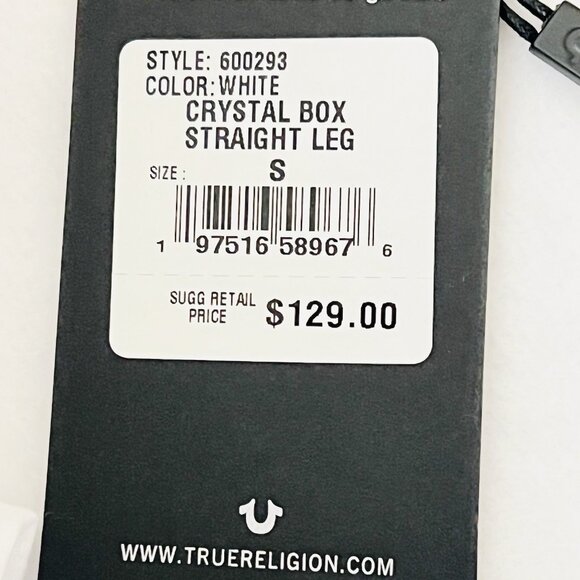 STYLE: 600293
COLOR: WHITE
CRYSTAL BOX
STRAIGHT LEG
SIZE : S
1 97516 58967 6
SUGG RETAIL
PRICE $129.00
WWW.TRUERELIGION.COM